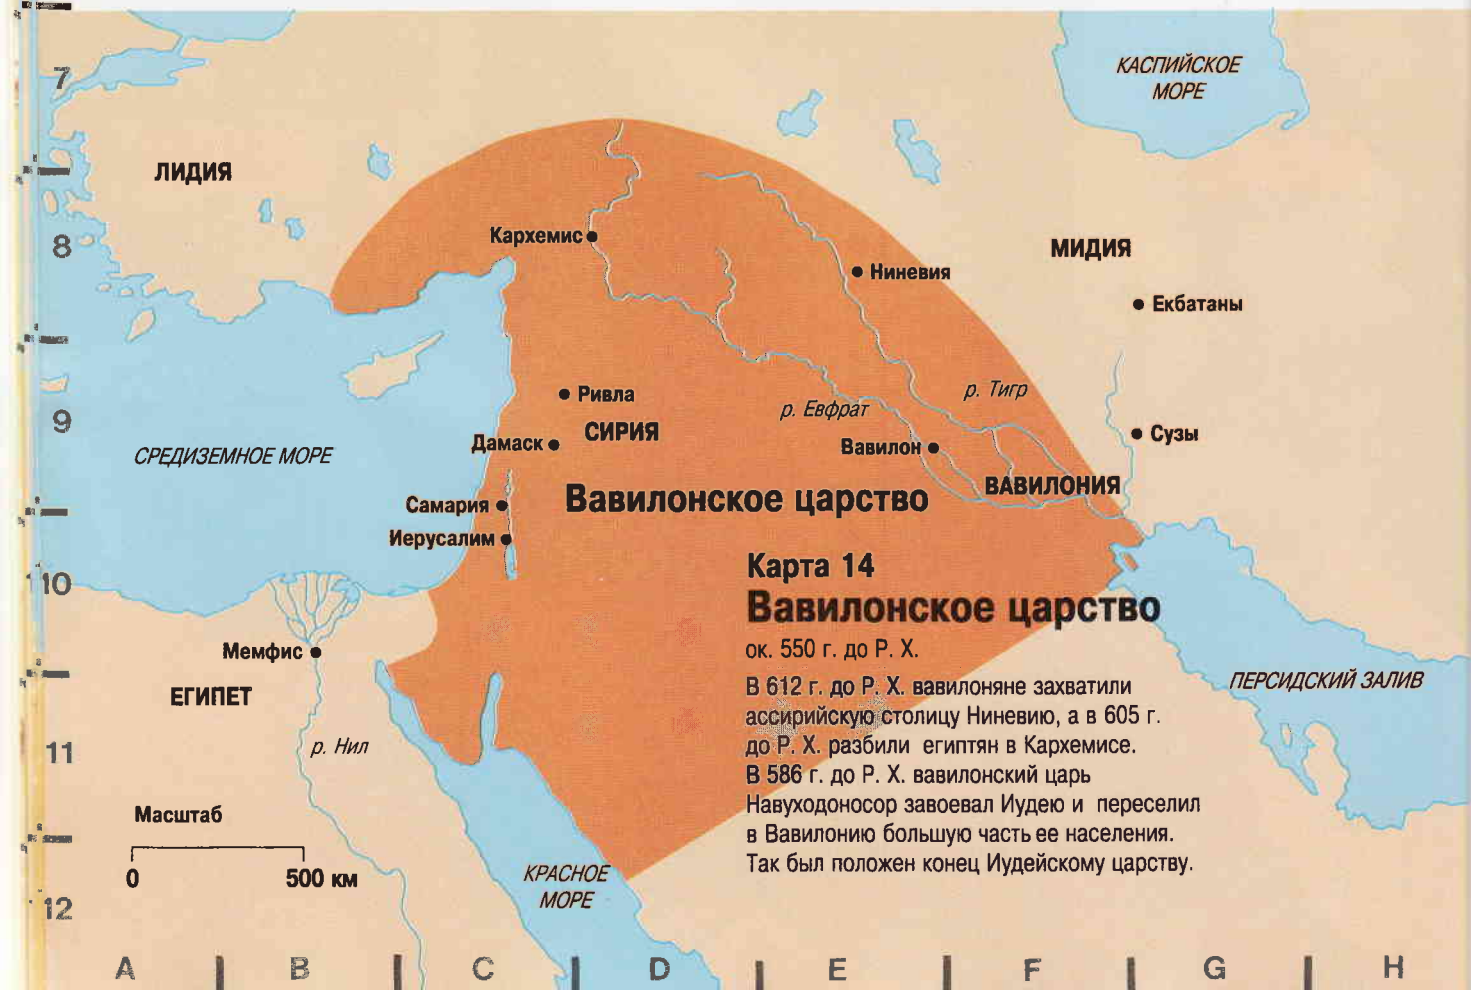 7
КАСПИЙСКОЕ
МОРЕ
ЛИДИЯ
8
Кархемис
МИДИЯ
Ниневия
Екбатаны
р. Тигр
Ривла
р. Евфрат
9
СИРИЯ
Сузы
Дамаск
Вавилон
СРЕДИЗЕМНОЕ МОРЕ
ВАВИЛОНИЯ
Вавилонское царство
Самария
Иерусалим
Карта 14
10
Вавилонское царство
ок. 550 г. до Р. Х.
Мемфис
ПЕРСИДСКИЙ ЗАЛИВ
ЕГИПЕТ
В 612 г. до Р. Х. вавилоняне захватили
ассирийскую столицу Ниневию, а в 605 г.
до Р. Х. разбили египтян в Кархемисе.
В 586 г. до Р. Х. вавилонский царь
Навуходоносор завоевал Иудею и переселил
в Вавилонию большую часть ее населения.
Так был положен конец Иудейскому царству.
р. Нил
11
Масштаб
0 500 км
КРАСНОЕ
МОРЕ
12
A B C D E F G H